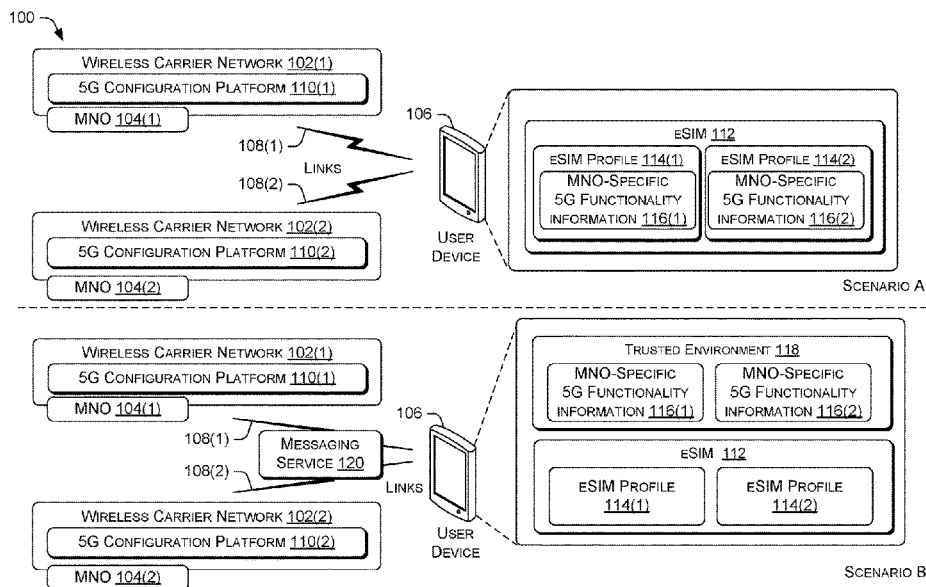 100
WIRELESS CARRIER NETWORK 102(1)
5G CONFIGURATION PLATFORM 110(1)
MNO 104(1)
108(1)
LINKS
108(2)
WIRELESS CARRIER NETWORK 102(2)
5G CONFIGURATION PLATFORM 110(2)
MNO 104(2)
106
USER
DEVICE
ESIM 112
ESIM PROFILE 114(1)
MNO-SPECIFIC
5G FUNCTIONALITY
INFORMATION 116(1)
ESIM PROFILE 114(2)
MNO-SPECIFIC
5G FUNCTIONALITY
INFORMATION 116(2)
SCENARIO A
WIRELESS CARRIER NETWORK 102(1)
5G CONFIGURATION PLATFORM 110(1)
MNO 104(1)
108(1)
MESSAGING
SERVICE 120
108(2)
LINKS
WIRELESS CARRIER NETWORK 102(2)
5G CONFIGURATION PLATFORM 110(2)
MNO 104(2)
106
USER
DEVICE
TRUSTED ENVIRONMENT 118
MNO-SPECIFIC
5G FUNCTIONALITY
INFORMATION 116(1)
MNO-SPECIFIC
5G FUNCTIONALITY
INFORMATION 116(2)
ESIM 112
ESIM PROFILE
114(1)
ESIM PROFILE
114(2)
SCENARIO B